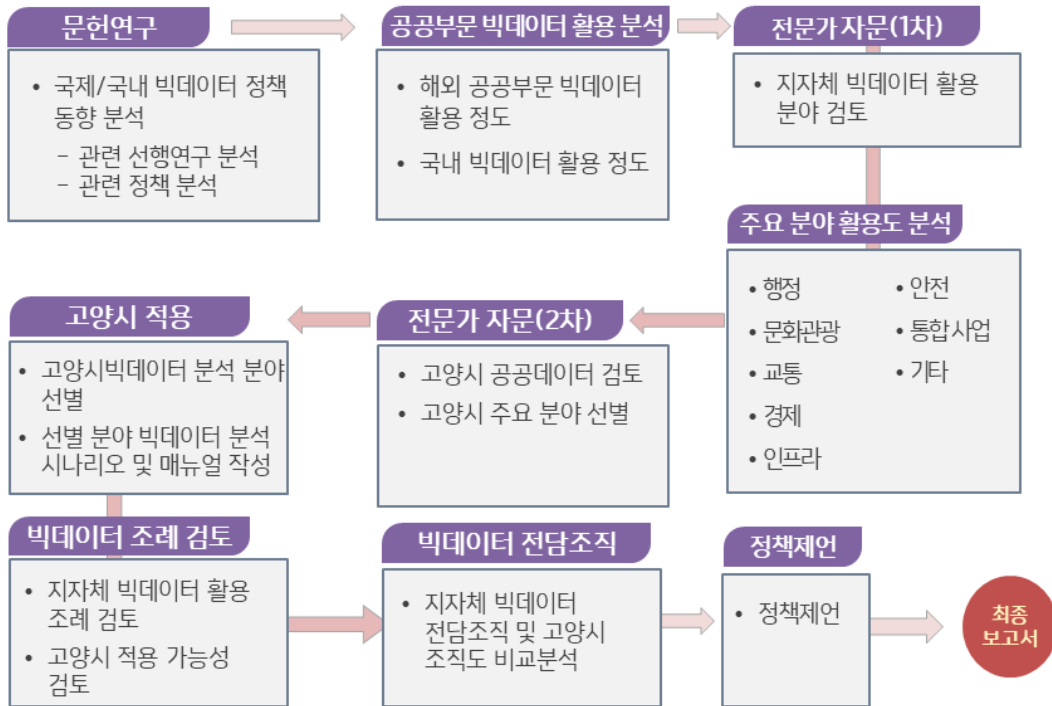 문헌연구
• 국제/국내 빅데이터 정책
동향 분석
- 관련 선행연구 분석
- 관련 정책 분석
공공부문 빅데이터 활용 분석
• 해외 공공부문 빅데이터
활용 정도
• 국내 빅데이터 활용 정도
전문가 자문(1차)
• 지자체 빅데이터 활용
분야 검토
주요 분야 활용도 분석
• 행정
• 문화관광
• 교통
• 경제
• 인프라
• 안전
• 통합 사업
• 기타
전문가 자문(2차)
• 고양시 공공데이터 검토
• 고양시 주요 분야 선별
고양시 적용
• 고양시빅데이터 분석 분야
선별
• 선별 분야 빅데이터 분석
시나리오 및 매뉴얼 작성
빅데이터 조례 검토
• 지자체 빅데이터 활용
조례 검토
• 고양시 적용 가능성
검토
빅데이터 전담조직
• 지자체 빅데이터
전담조직 및 고양시
조직도 비교분석
정책제언
• 정책제언
최종
보고서